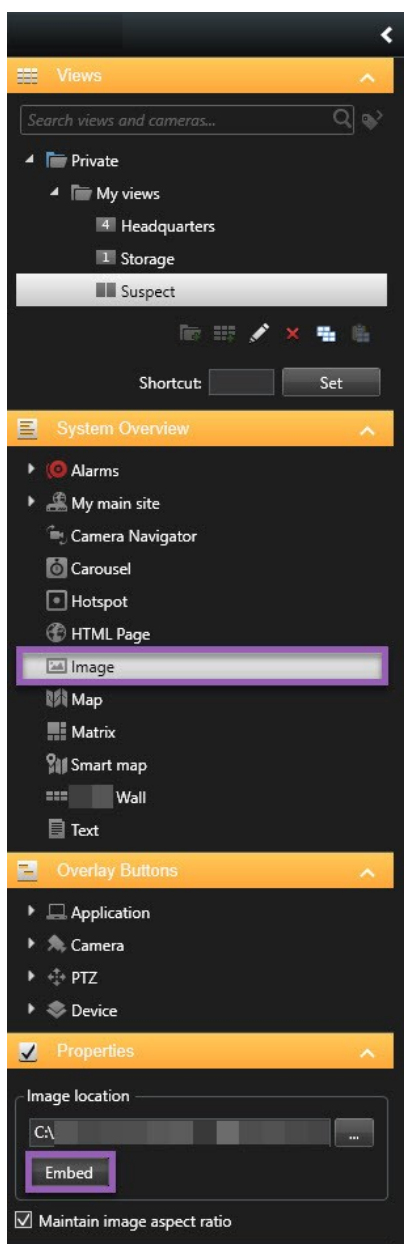 Views
Search views and cameras...
Private
My views
4 Headquarters
1 Storage
Suspect
Shortcut: Set
System Overview
Alarms
My main site
Camera Navigator
Carousel
Hotspot
HTML Page
Image
Map
Matrix
Smart map
Wall
Text
Overlay Buttons
Application
Camera
PTZ
Device
Properties
Image location
C:\ ...
Embed
Maintain image aspect ratio